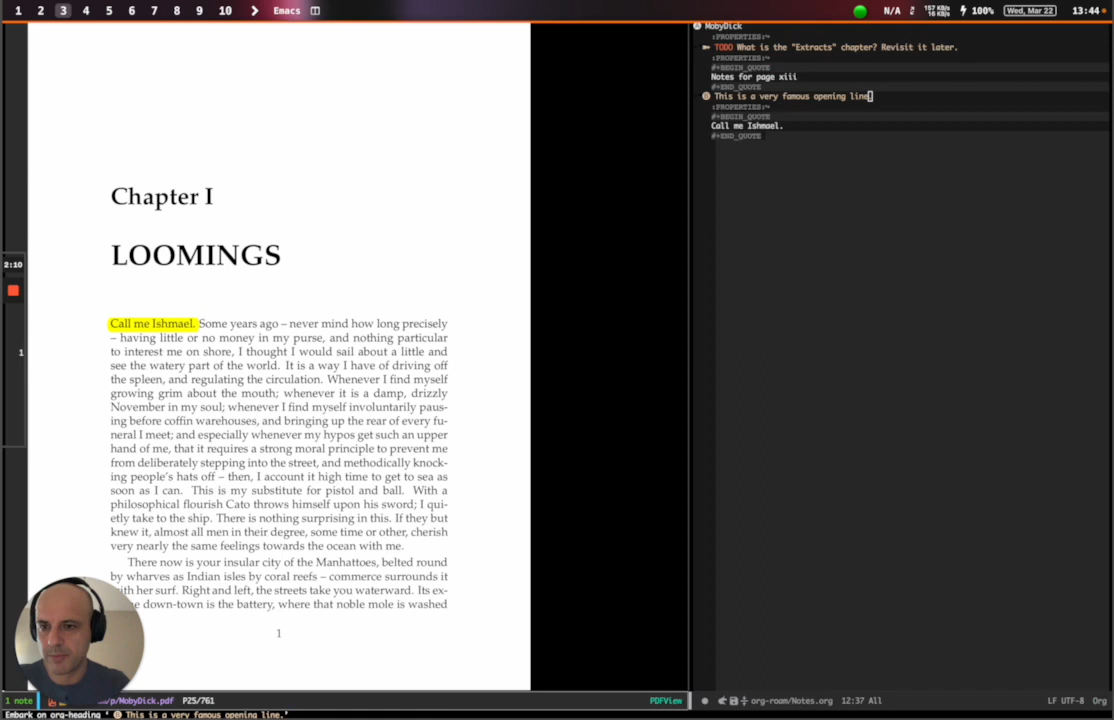 1 2 3 4 5 6 7 8 9 10 Emacs
N/A 157 KB/s 16 KB/s 100% Wed, Mar 22 13:44
2:10
1
Chapter I
LOOMINGS
Call me Ishmael. Some years ago – never mind how long precisely
– having little or no money in my purse, and nothing particular
to interest me on shore, I thought I would sail about a little and
see the watery part of the world. It is a way I have of driving off
the spleen, and regulating the circulation. Whenever I find myself
growing grim about the mouth; whenever it is a damp, drizzly
November in my soul; whenever I find myself involuntarily paus-
ing before coffin warehouses, and bringing up the rear of every fu-
neral I meet; and especially whenever my hypos get such an upper
hand of me, that it requires a strong moral principle to prevent me
from deliberately stepping into the street, and methodically knock-
ing people's hats off – then, I account it high time to get to sea as
soon as I can. This is my substitute for pistol and ball. With a
philosophical flourish Cato throws himself upon his sword; I qui-
etly take to the ship. There is nothing surprising in this. If they but
knew it, almost all men in their degree, some time or other, cherish
very nearly the same feelings towards the ocean with me.
There now is your insular city of the Manhattoes, belted round
by wharves as Indian isles by coral reefs – commerce surrounds it
with her surf. Right and left, the streets take you waterward. Its ex-
down-town is the battery, where that noble mole is washed
1
MobyDick
:PROPERTIES:
TODO What is the "Extracts" chapter? Revisit it later.
:PROPERTIES:
#+BEGIN_QUOTE
Notes for page xiii
#+END_QUOTE
This is a very famous opening line.
:PROPERTIES:
#+BEGIN_QUOTE
Call me Ishmael.
#+END_QUOTE
1 note /p/MobyDick.pdf P25/761 PDFView
org-roam/Notes.org 12:37 All LF UTF-8 Org
Embark on org-heading ' This is a very famous opening line.'